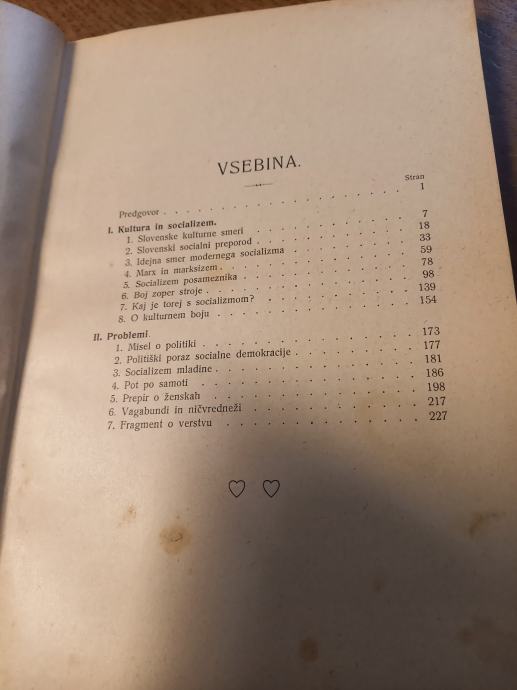 VSEBINA.
Stran
Predgovor . . . . . . . . . . . . . . . . 1
I. Kultura in socializem.
1. Slovenske kulturne smeri . . . . . . . . . 7
2. Slovenski socialni preporod . . . . . . . . . 18
3. Idejna smer modernega socializma . . . . . . . 33
4. Marx in marksizem . . . . . . . . . . . 59
5. Socializem posameznika . . . . . . . . . . 78
6. Boj zoper stroje . . . . . . . . . . . . 98
7. Kaj je torej s socializmom? . . . . . . . . . 139
8. O kulturnem boju . . . . . . . . . . . 154
II. Problemi.
1. Misel o politiki . . . . . . . . . . . . 173
2. Politiški poraz socialne demokracije . . . . . . . 177
3. Socializem mladine . . . . . . . . . . . 181
4. Pot po samoti . . . . . . . . . . . . 186
5. Prepir o ženskah . . . . . . . . . . . 198
6. Vagabundi in ničvredneži . . . . . . . . . 217
7. Fragment o verstvu . . . . . . . . . . . 227